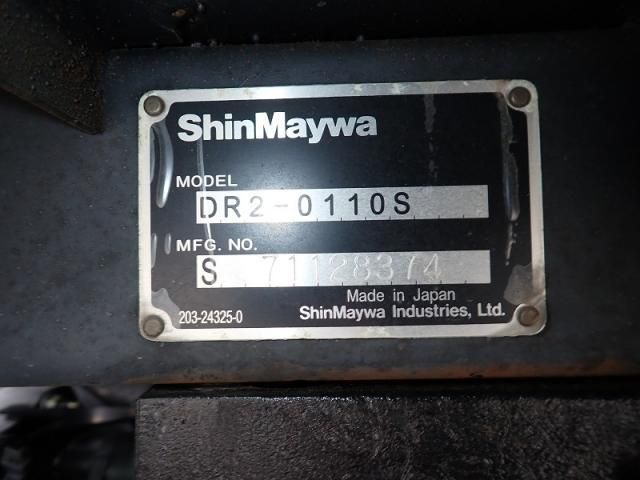 ShinMaywa
MODEL
DR2-0110S
MFG. NO.
S 71128374
Made in Japan
203-24325-0 ShinMaywa Industries, Ltd.